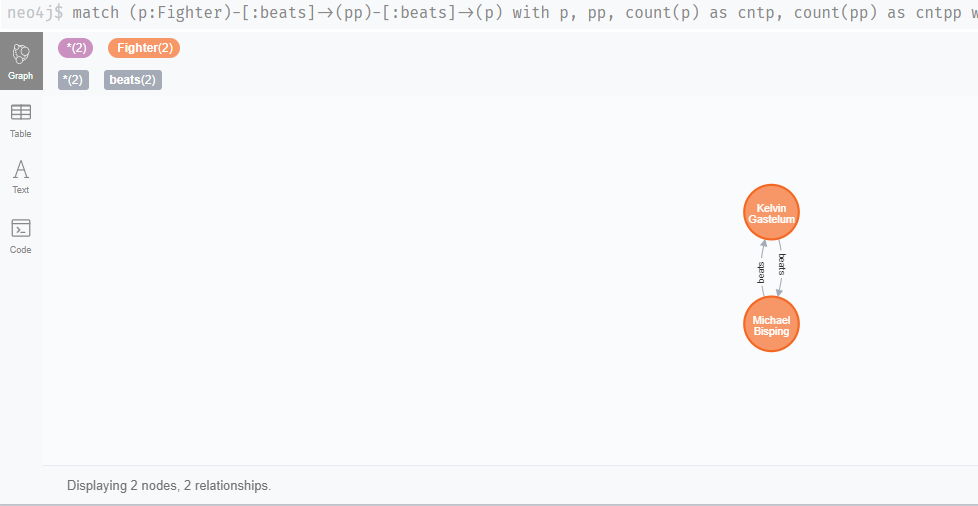 neo4j$ match (p:Fighter)-[:beats]→(pp)-[:beats]→(p) with p, pp, count(p) as cntp, count(pp) as cntpp w
*(2) Fighter(2)
Graph
*(2) beats(2)
Table
Text
Code
Kelvin
Gastelum
beats
beats
Michael
Bisping
Displaying 2 nodes, 2 relationships.